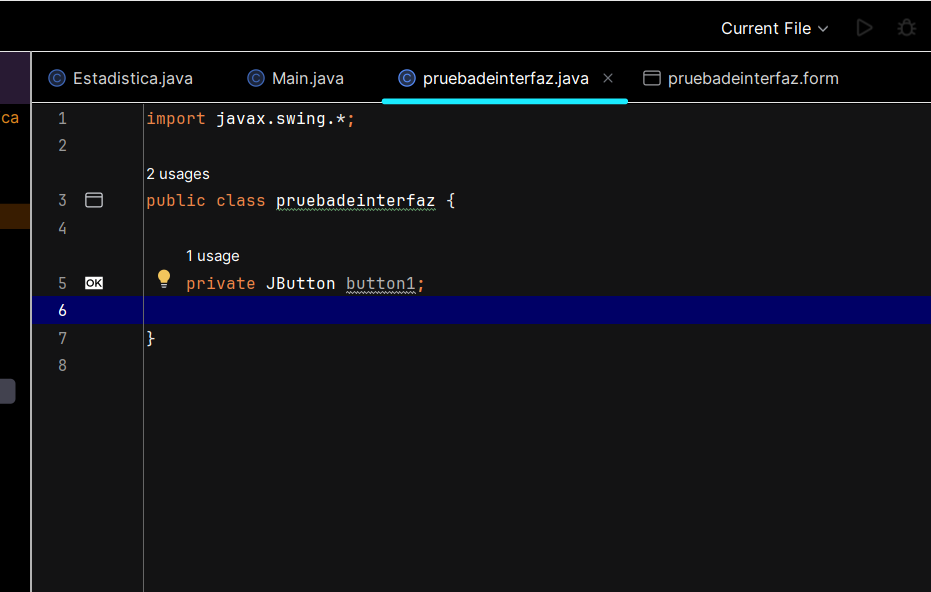 Current File
Estadistica.java Main.java pruebadeinterfaz.java pruebadeinterfaz.form
ca
1 import javax.swing.*;
2
2 usages
3 public class pruebadeinterfaz {
4
1 usage
5 OK private JButton button1;
6
7 }
8